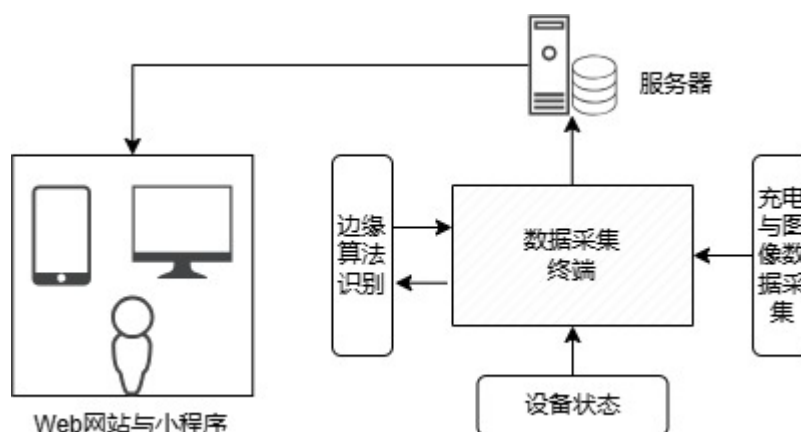 服务器
边缘
算法
识别
数据采集
终端
充电
与图
像数
据采
集
设备状态
Web网站与小程序